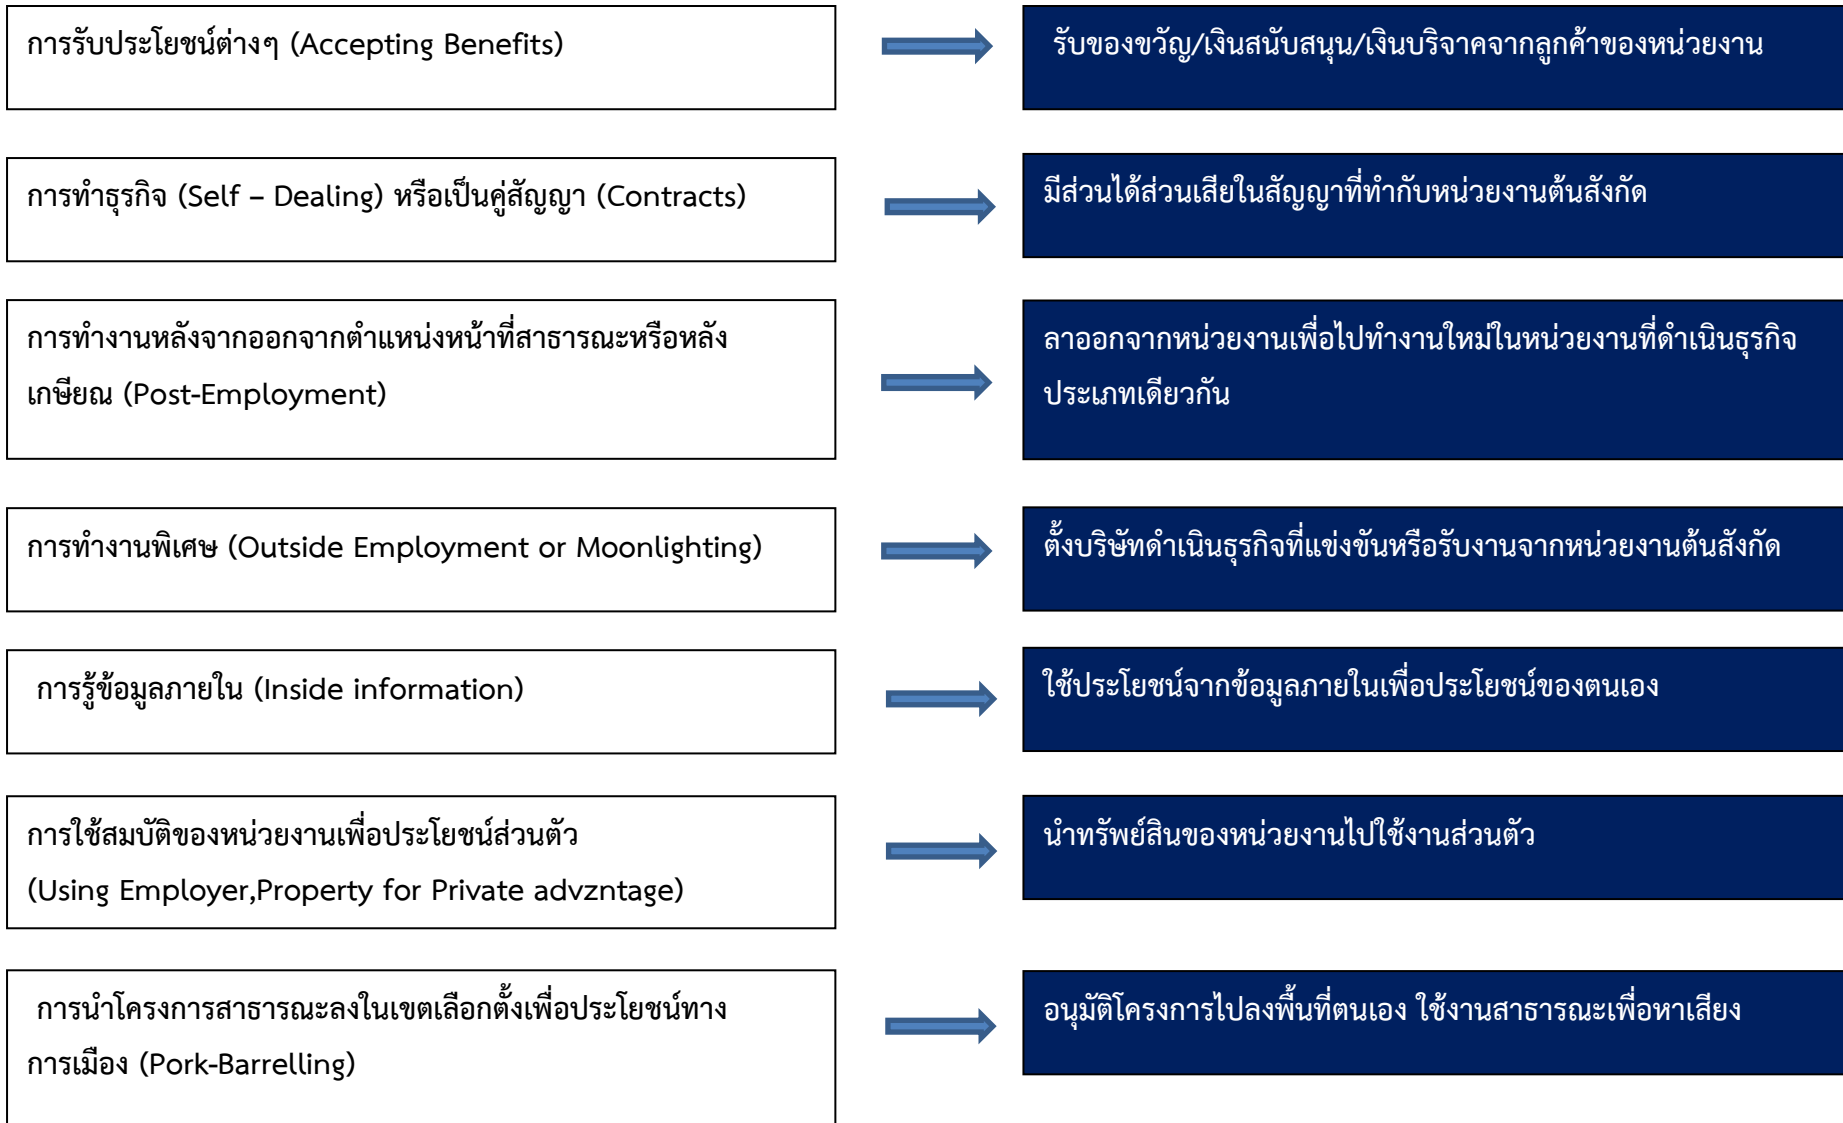 การรับประโยชน์ต่างๆ (Accepting Benefits)
รับของขวัญ/เงินสนับสนุน/เงินบริจาคจากลูกค้าของหน่วยงาน
การทำธุรกิจ (Self – Dealing) หรือเป็นคู่สัญญา (Contracts)
มีส่วนได้ส่วนเสียในสัญญาที่ทำกับหน่วยงานต้นสังกัด
การทำงานหลังจากออกจากตำแหน่งหน้าที่สาธารณะหรือหลัง
เกษียณ (Post-Employment)
ลาออกจากหน่วยงานเพื่อไปทำงานใหม่ในหน่วยงานที่ดำเนินธุรกิจ
ประเภทเดียวกัน
การทำงานพิเศษ (Outside Employment or Moonlighting)
ตั้งบริษัทดำเนินธุรกิจที่แข่งขันหรือรับงานจากหน่วยงานต้นสังกัด
การรู้ข้อมูลภายใน (Inside information)
ใช้ประโยชน์จากข้อมูลภายในเพื่อประโยชน์ของตนเอง
การใช้สมบัติของหน่วยงานเพื่อประโยชน์ส่วนตัว
(Using Employer,Property for Private advzntage)
นำทรัพย์สินของหน่วยงานไปใช้งานส่วนตัว
การนำโครงการสาธารณะลงในเขตเลือกตั้งเพื่อประโยชน์ทาง
การเมือง (Pork-Barrelling)
อนุมัติโครงการไปลงพื้นที่ตนเอง ใช้งานสาธารณะเพื่อหาเสียง